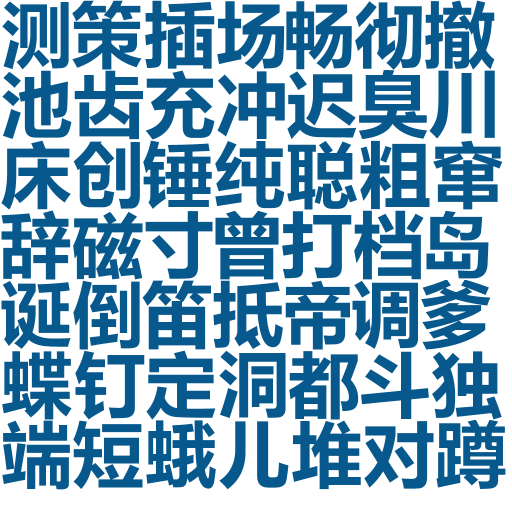 测策插场畅彻撤
池齿充冲迟臭川
床创锤纯聪粗窜
辞磁寸曾打档岛
诞倒笛抵帝调爹
蝶钉定洞都斗独
端短蛾儿堆对蹲